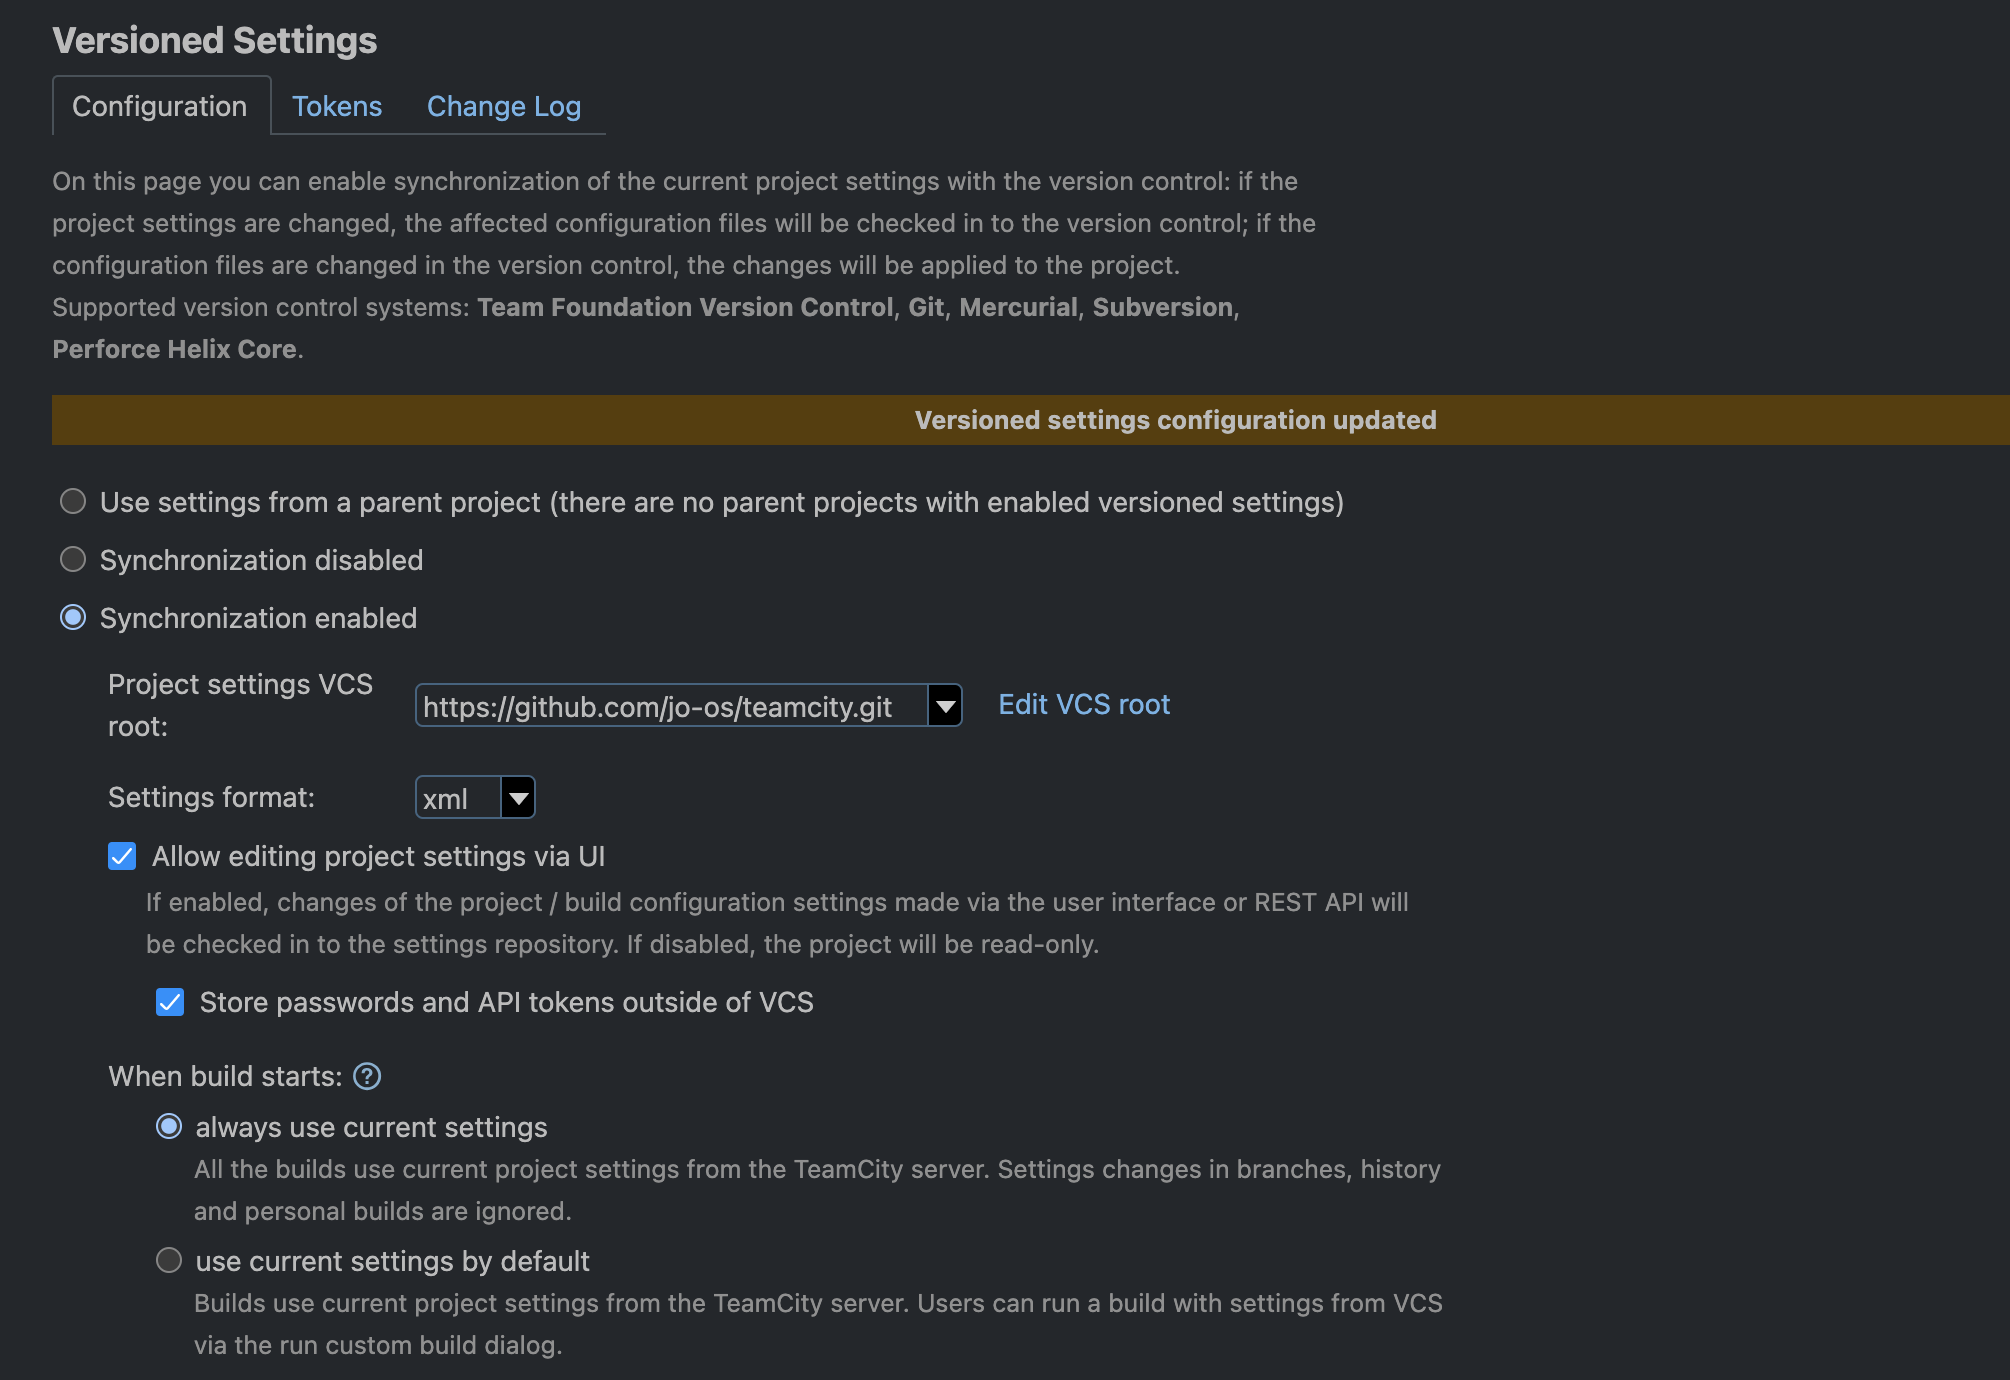 Versioned Settings
Configuration Tokens Change Log
On this page you can enable synchronization of the current project settings with the version control: if the
project settings are changed, the affected configuration files will be checked in to the version control; if the
configuration files are changed in the version control, the changes will be applied to the project.
Supported version control systems: Team Foundation Version Control, Git, Mercurial, Subversion,
Perforce Helix Core.
Versioned settings configuration updated
Use settings from a parent project (there are no parent projects with enabled versioned settings)
Synchronization disabled
Synchronization enabled
Project settings VCS
root:
https://github.com/jo-os/teamcity.git Edit VCS root
Settings format: xml
Allow editing project settings via UI
If enabled, changes of the project / build configuration settings made via the user interface or REST API will
be checked in to the settings repository. If disabled, the project will be read-only.
Store passwords and API tokens outside of VCS
When build starts: ?
always use current settings
All the builds use current project settings from the TeamCity server. Settings changes in branches, history
and personal builds are ignored.
use current settings by default
Builds use current project settings from the TeamCity server. Users can run a build with settings from VCS
via the run custom build dialog.